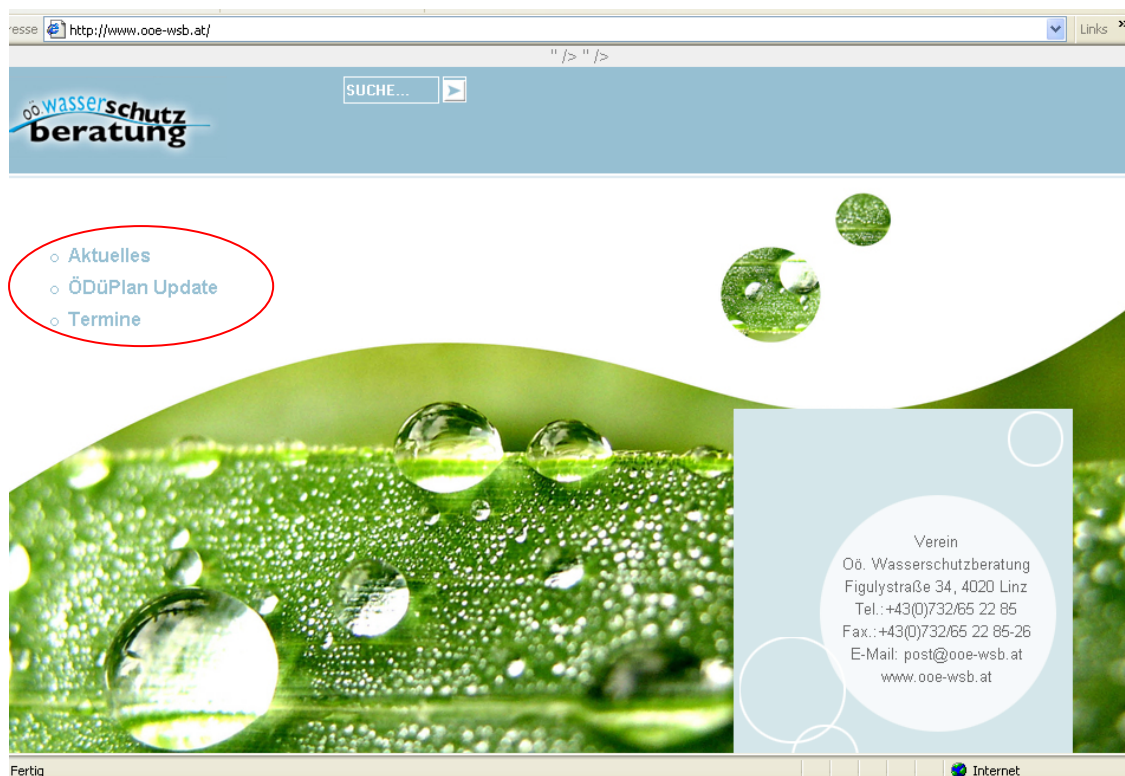 resse http://www.ooe-wsb.at/ Links »
" /> " />
SUCHE...
oö.wasserschutz
beratung
Aktuelles
ÖDüPlan Update
Termine
Verein
Oö. Wasserschutzberatung
Figulystraße 34, 4020 Linz
Tel.:+43(0)732/65 22 85
Fax.:+43(0)732/65 22 85-26
E-Mail: post@ooe-wsb.at
www.ooe-wsb.at
Fertig Internet